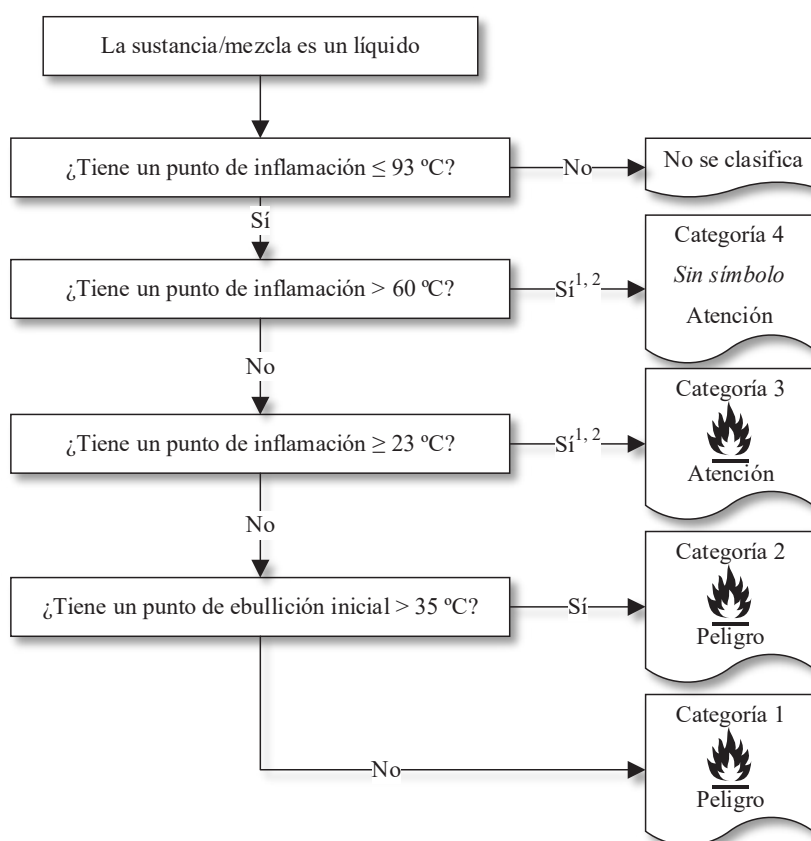 La sustancia/mezcla es un líquido
¿Tiene un punto de inflamación ≤ 93 ºC?
No
No se clasifica
Sí
¿Tiene un punto de inflamación > 60 ºC?
Sí1, 2
Categoría 4
Sin símbolo
Atención
No
¿Tiene un punto de inflamación ≥ 23 ºC?
Sí1, 2
Categoría 3
Atención
No
¿Tiene un punto de ebullición inicial > 35 ºC?
Sí
Categoría 2
Peligro
No
Categoría 1
Peligro